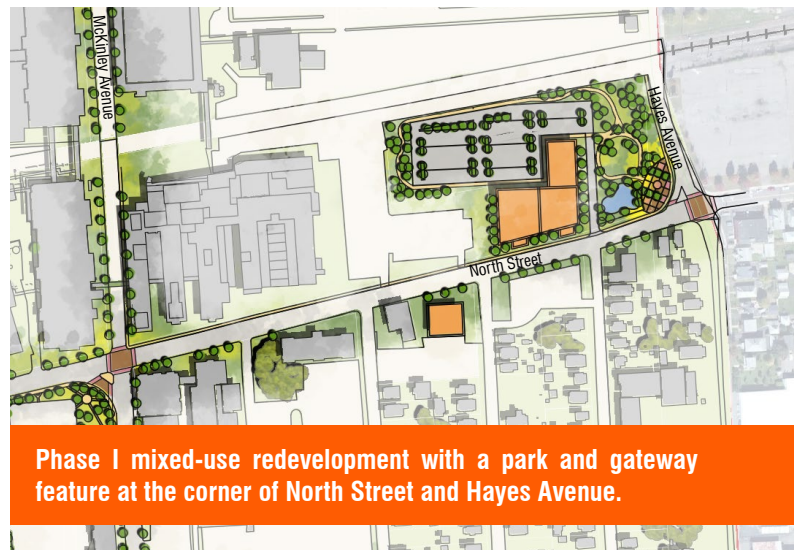 McKinley Avenue
Hayes Avenue
North Street
Phase I mixed-use redevelopment with a park and gateway
feature at the corner of North Street and Hayes Avenue.